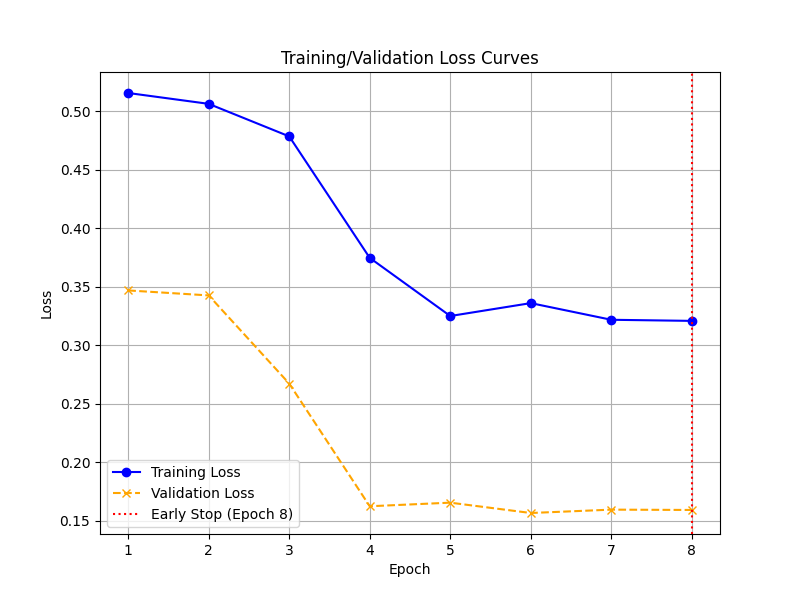 Training/Validation Loss Curves
Loss
0.50
0.45
0.40
0.35
0.30
0.25
0.20
0.15
Training Loss
Validation Loss
Early Stop (Epoch 8)
1 2 3 4 5 6 7 8
Epoch